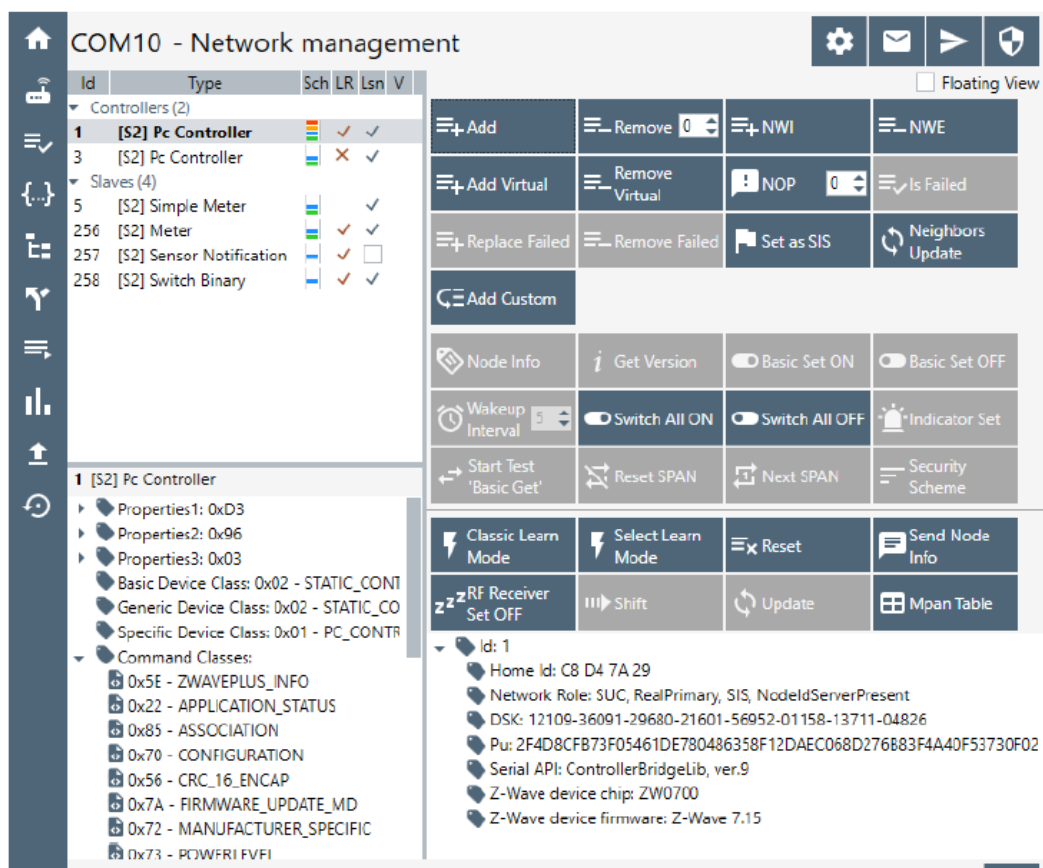 COM10 - Network management
Floating View
Id Type Sch LR Lsn V
Controllers (2)
1 [S2] Pc Controller
3 [S2] Pc Controller
Slaves (4)
5 [S2] Simple Meter
256 [S2] Meter
257 [S2] Sensor Notification
258 [S2] Switch Binary
Add Remove 0 NWI NWE
Add Virtual Remove Virtual NOP 0 Is Failed
Replace Failed Remove Failed Set as SIS Neighbors Update
Add Custom
Node Info Get Version Basic Set ON Basic Set OFF
Wakeup Interval 5 Switch All ON Switch All OFF Indicator Set
Start Test 'Basic Get' Reset SPAN Next SPAN Security Scheme
Classic Learn Mode Select Learn Mode Reset Send Node Info
RF Receiver Set OFF Shift Update Mpan Table
1 [S2] Pc Controller
Properties1: 0xD3
Properties2: 0x96
Properties3: 0x03
Basic Device Class: 0x02 - STATIC_CONT
Generic Device Class: 0x02 - STATIC_CO
Specific Device Class: 0x01 - PC_CONTR
Command Classes:
0x5E - ZWAVEPLUS_INFO
0x22 - APPLICATION_STATUS
0x85 - ASSOCIATION
0x70 - CONFIGURATION
0x56 - CRC_16_ENCAP
0x7A - FIRMWARE_UPDATE_MD
0x72 - MANUFACTURER_SPECIFIC
0x73 - POWERLEVEL
Id: 1
Home Id: C8 D4 7A 29
Network Role: SUC, RealPrimary, SIS, NodeIdServerPresent
DSK: 12109-36091-29680-21601-56952-01158-13711-04826
Pu: 2F4D8CFB73F05461DE780486358F12DAEC068D276B83F4A40F53730F02
Serial API: ControllerBridgeLib, ver.9
Z-Wave device chip: ZW0700
Z-Wave device firmware: Z-Wave 7.15